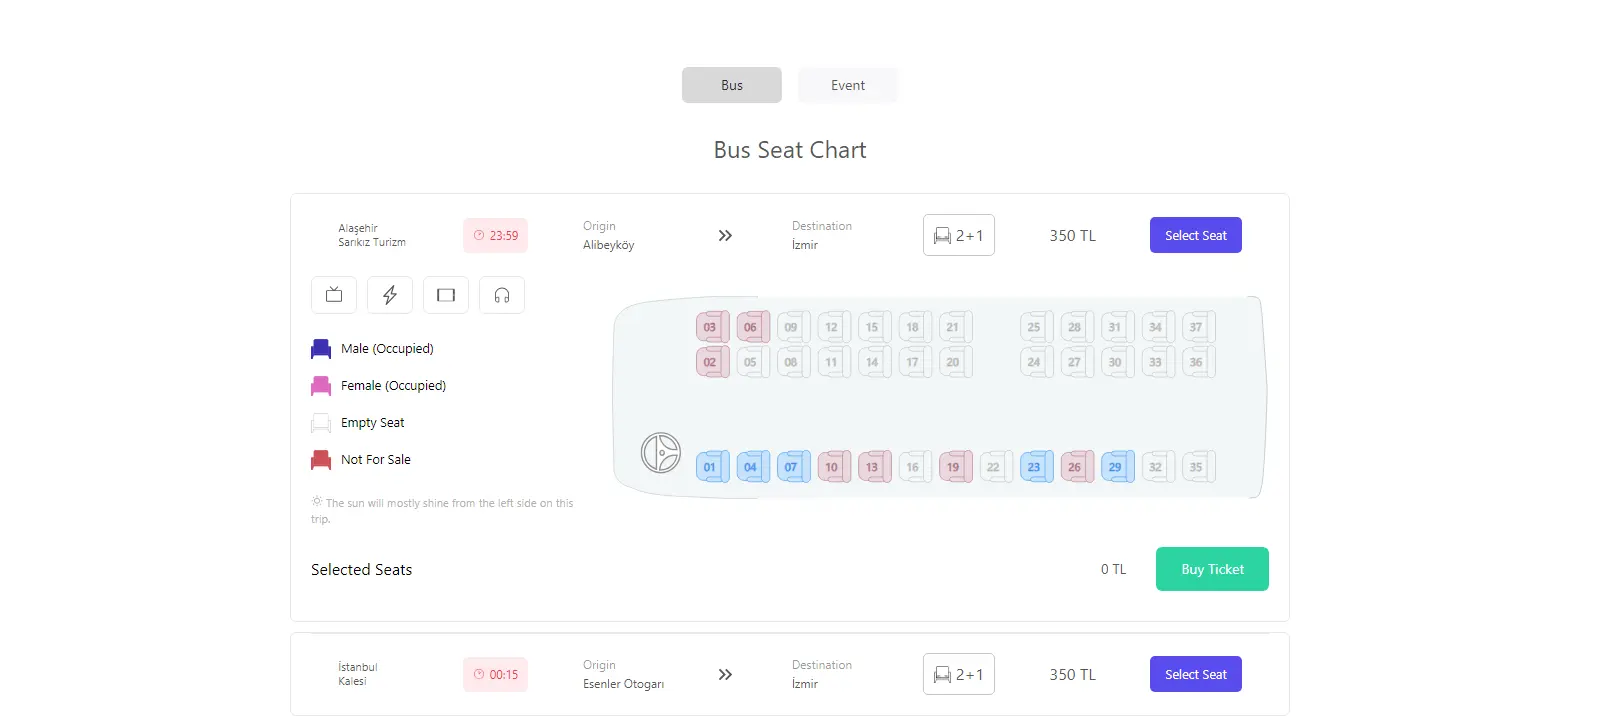 Bus Event
Bus Seat Chart
Alaşehir
Sarıkız Turizm
23:59
Origin
Alibeyköy
Destination
İzmir
2+1
350 TL
Select Seat
Male (Occupied)
Female (Occupied)
Empty Seat
Not For Sale
The sun will mostly shine from the left side on this
trip.
03 06 09 12 15 18 21 25 28 31 34 37
02 05 08 11 14 17 20 24 27 30 33 36
01 04 07 10 13 16 19 22 23 26 29 32 35
Selected Seats 0 TL Buy Ticket
İstanbul
Kalesi
00:15
Origin
Esenler Otogarı
Destination
İzmir
2+1
350 TL
Select Seat